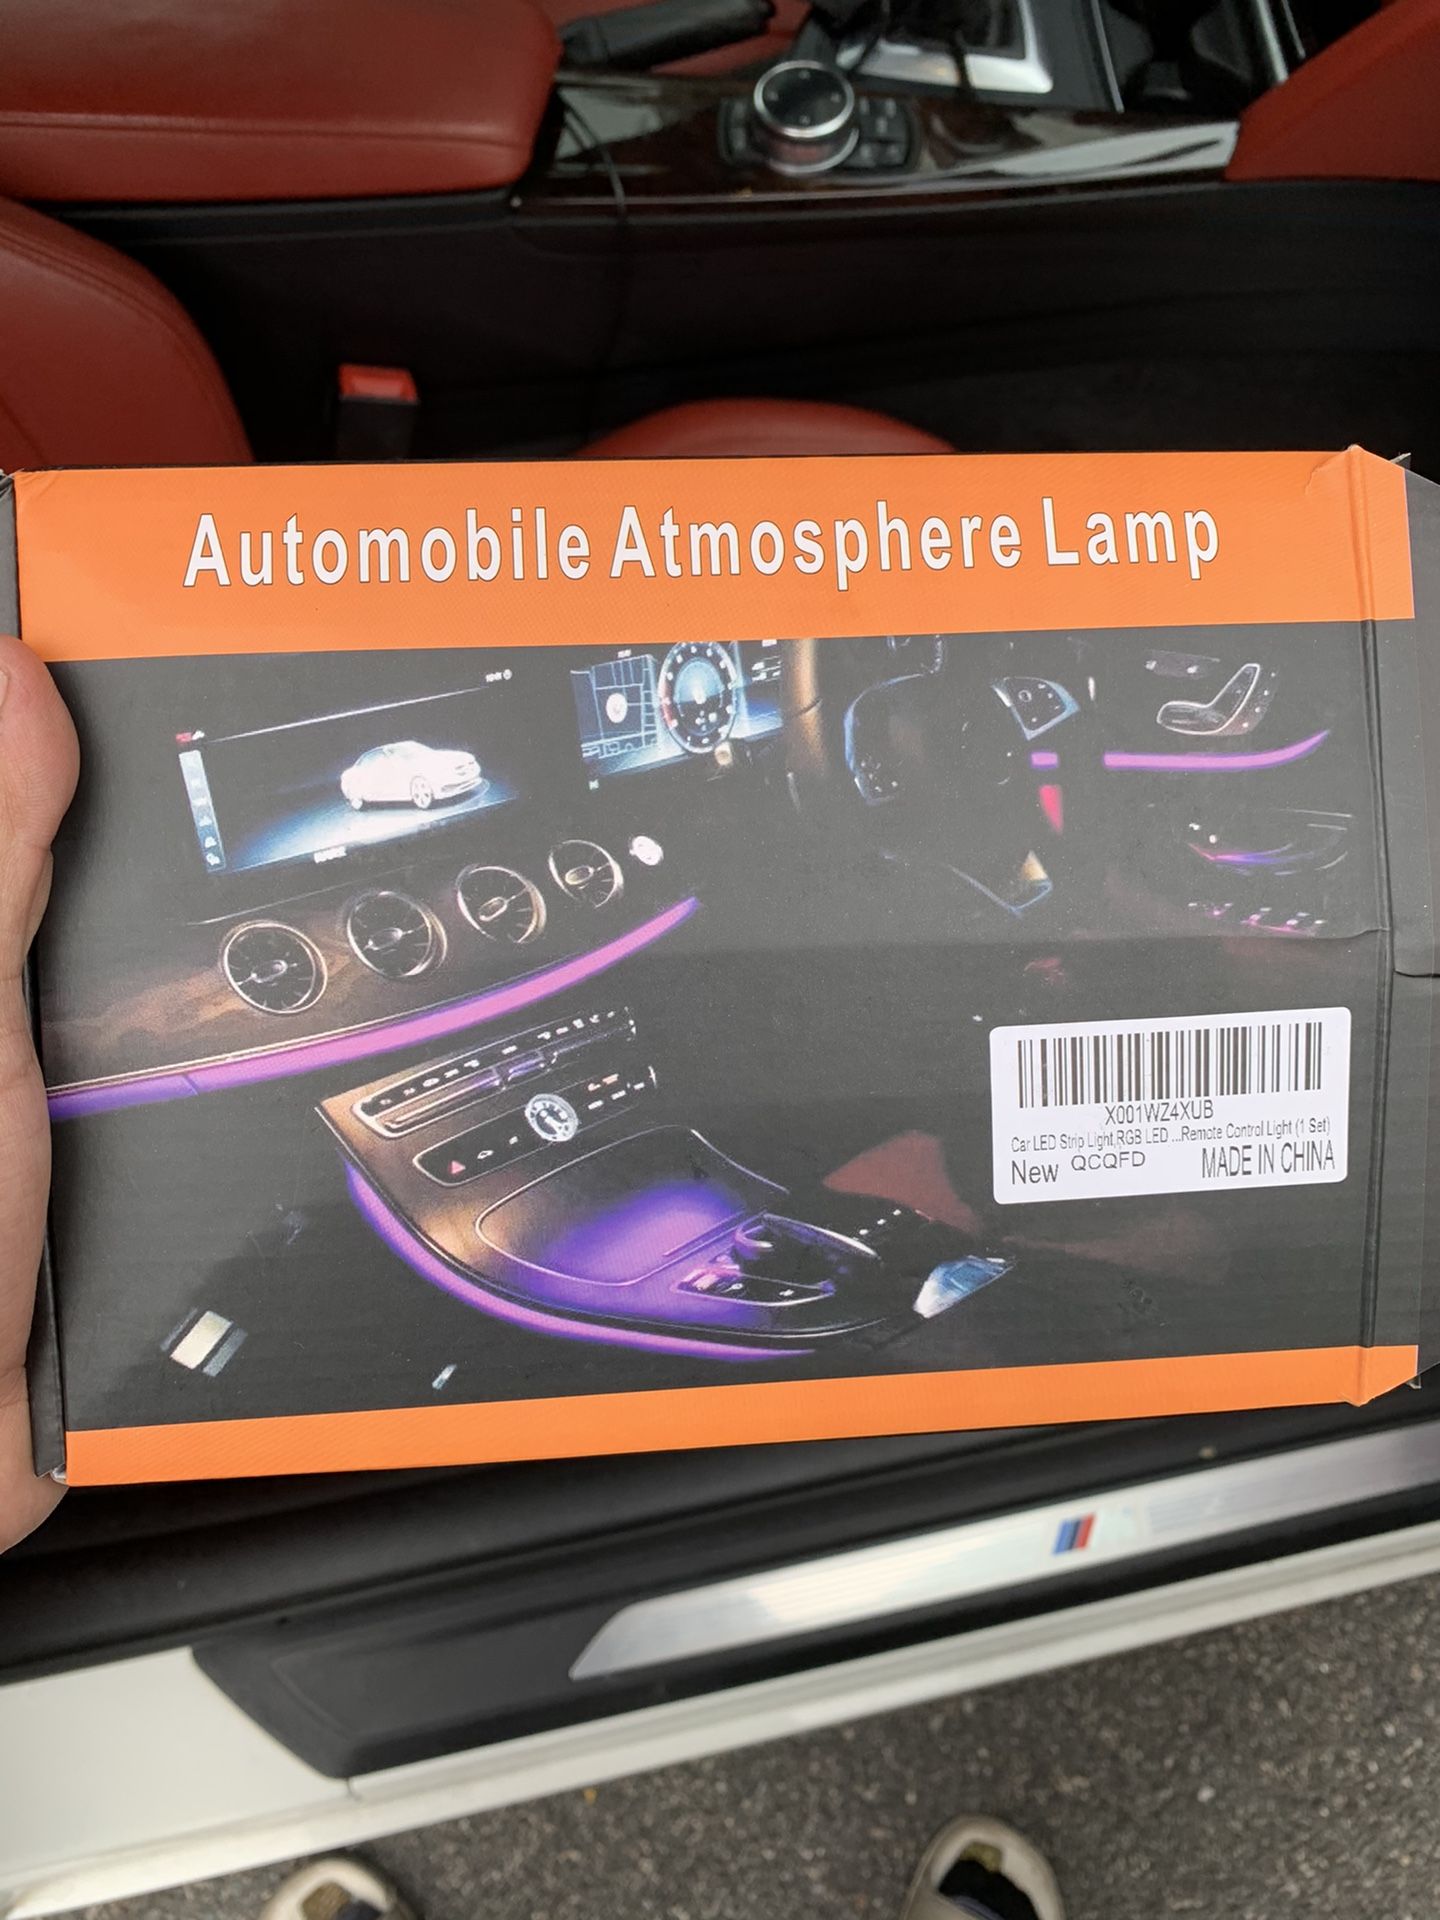 Automobile Atmosphere Lamp
X001WZ4XUB
Car LED Strip Light,RGB LED ...Remote Control Light (1 Set)
New QCQFD MADE IN CHINA